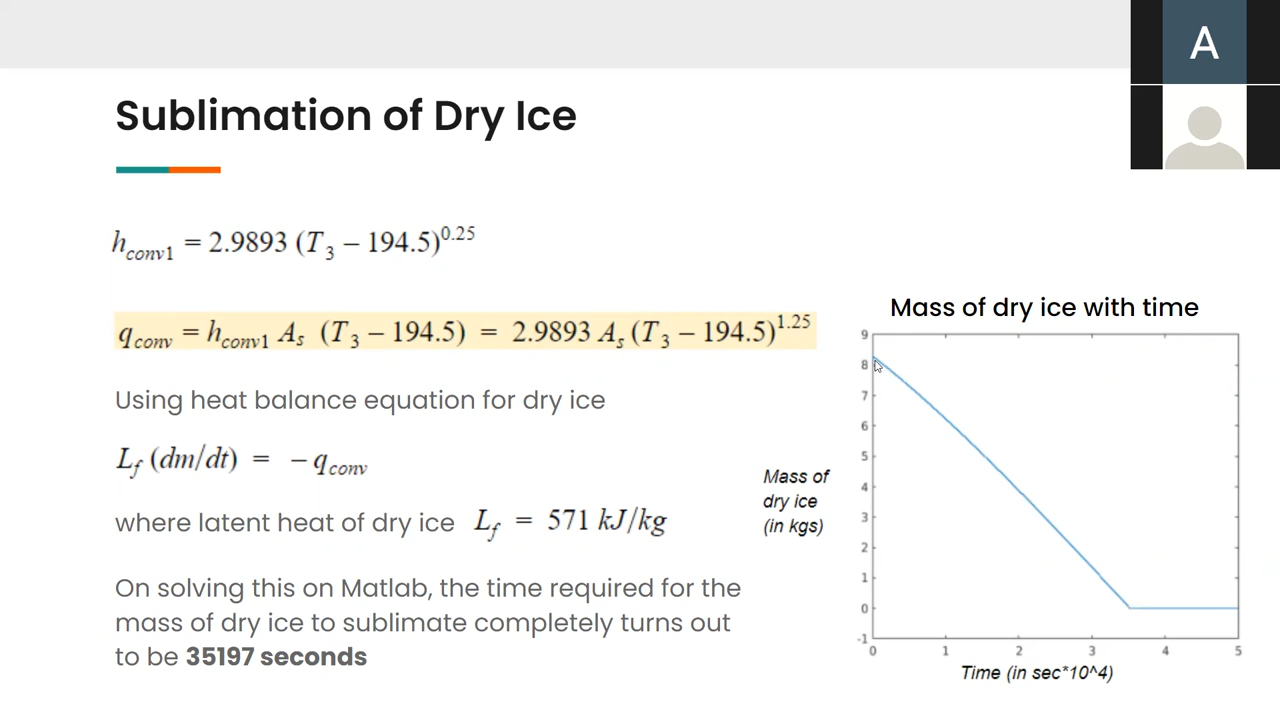 A
Sublimation of Dry Ice
h_conv1 = 2.9893 (T_3 – 194.5)^0.25
q_conv = h_conv1 A_s (T_3 – 194.5) = 2.9893 A_s (T_3 – 194.5)^1.25
Using heat balance equation for dry ice
L_f (dm/dt) = – q_conv
where latent heat of dry ice L_f = 571 kJ/kg
On solving this on Matlab, the time required for the
mass of dry ice to sublimate completely turns out
to be 35197 seconds
Mass of dry ice with time
9
8
7
6
5
4
3
2
1
0
-1
Mass of
dry ice
(in kgs)
0 1 2 3 4 5
Time (in sec*10^4)